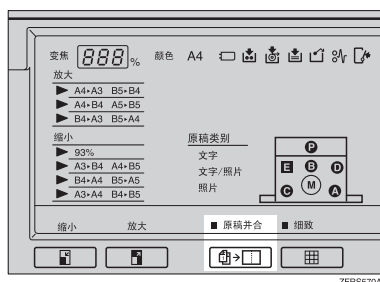 变焦 888 % 颜色 A4
放大
A4▸A3 B5▸B4
A4▸B4 A5▸B5
B4▸A3 B5▸A4
缩小
93%
A3▸B4 A4▸B5
B4▸A4 B5▸A5
A3▸A4 B4▸B5
原稿类别
文字
文字/照片
照片
P
E B D
C M A
缩小 放大 ■ 原稿并合 ■ 细致
ZERS570A